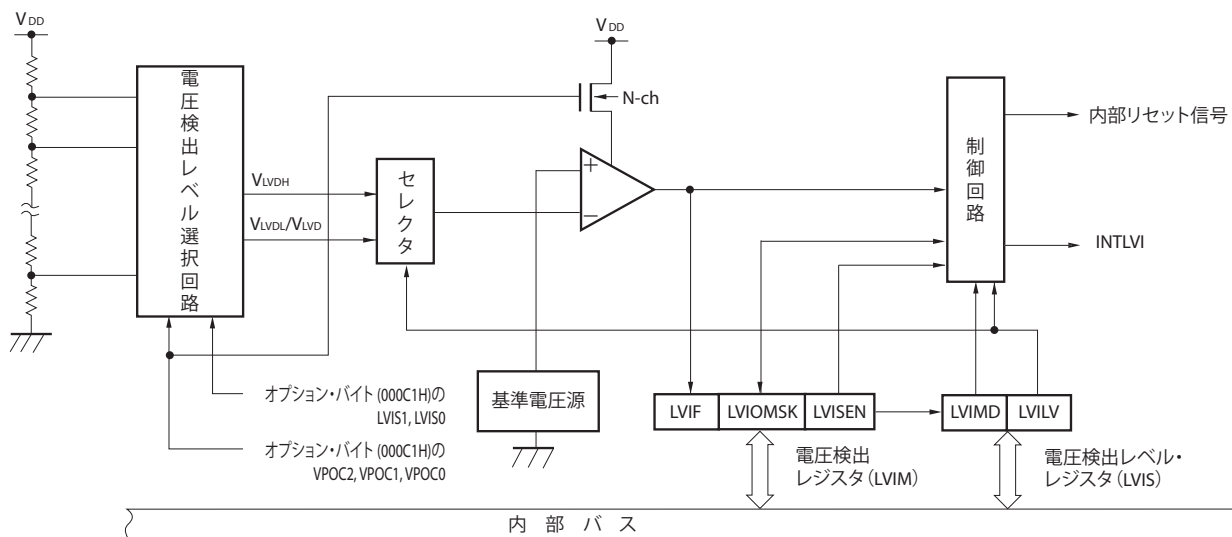 VDD
VDD
電圧検出レベル選択回路
N-ch
内部リセット信号
制御回路
セレクタ
VLVDH
VLVDL/VLVD
+
−
INTLVI
オプション・バイト (000C1H)の
LVIS1, LVIS0
オプション・バイト (000C1H)の
VPOC2, VPOC1, VPOC0
基準電圧源
LVIF
LVIOMSK
LVISEN
LVIMD
LVILV
電圧検出
レジスタ(LVIM)
電圧検出レベル・
レジスタ(LVIS)
内部バス